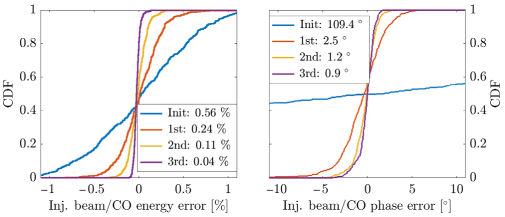 1
0.8
0.6
0.4
0.2
0
CDF
Init: 0.56 %
1st: 0.24 %
2nd: 0.11 %
3rd: 0.04 %
−1 −0.5 0 0.5 1
Inj. beam/CO energy error [%]
Init: 109.4 °
1st: 2.5 °
2nd: 1.2 °
3rd: 0.9 °
1
0.8
0.6
0.4
0.2
0
CDF
−10 −5 0 5 10
Inj. beam/CO phase error [°]